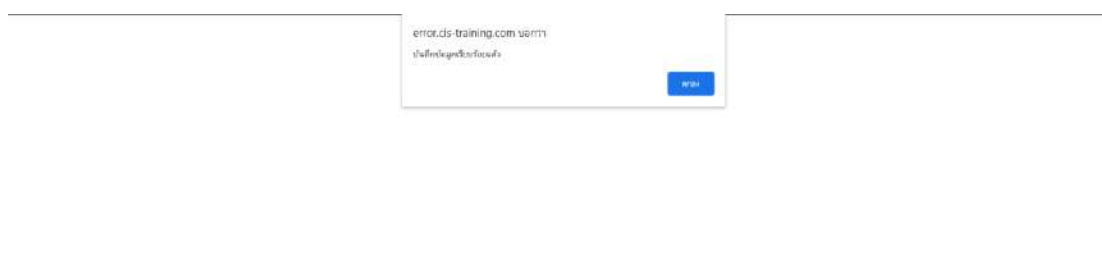 error.cis-training.com บอกว่า
บันทึกข้อมูลเรียบร้อยแล้ว
ตกลง